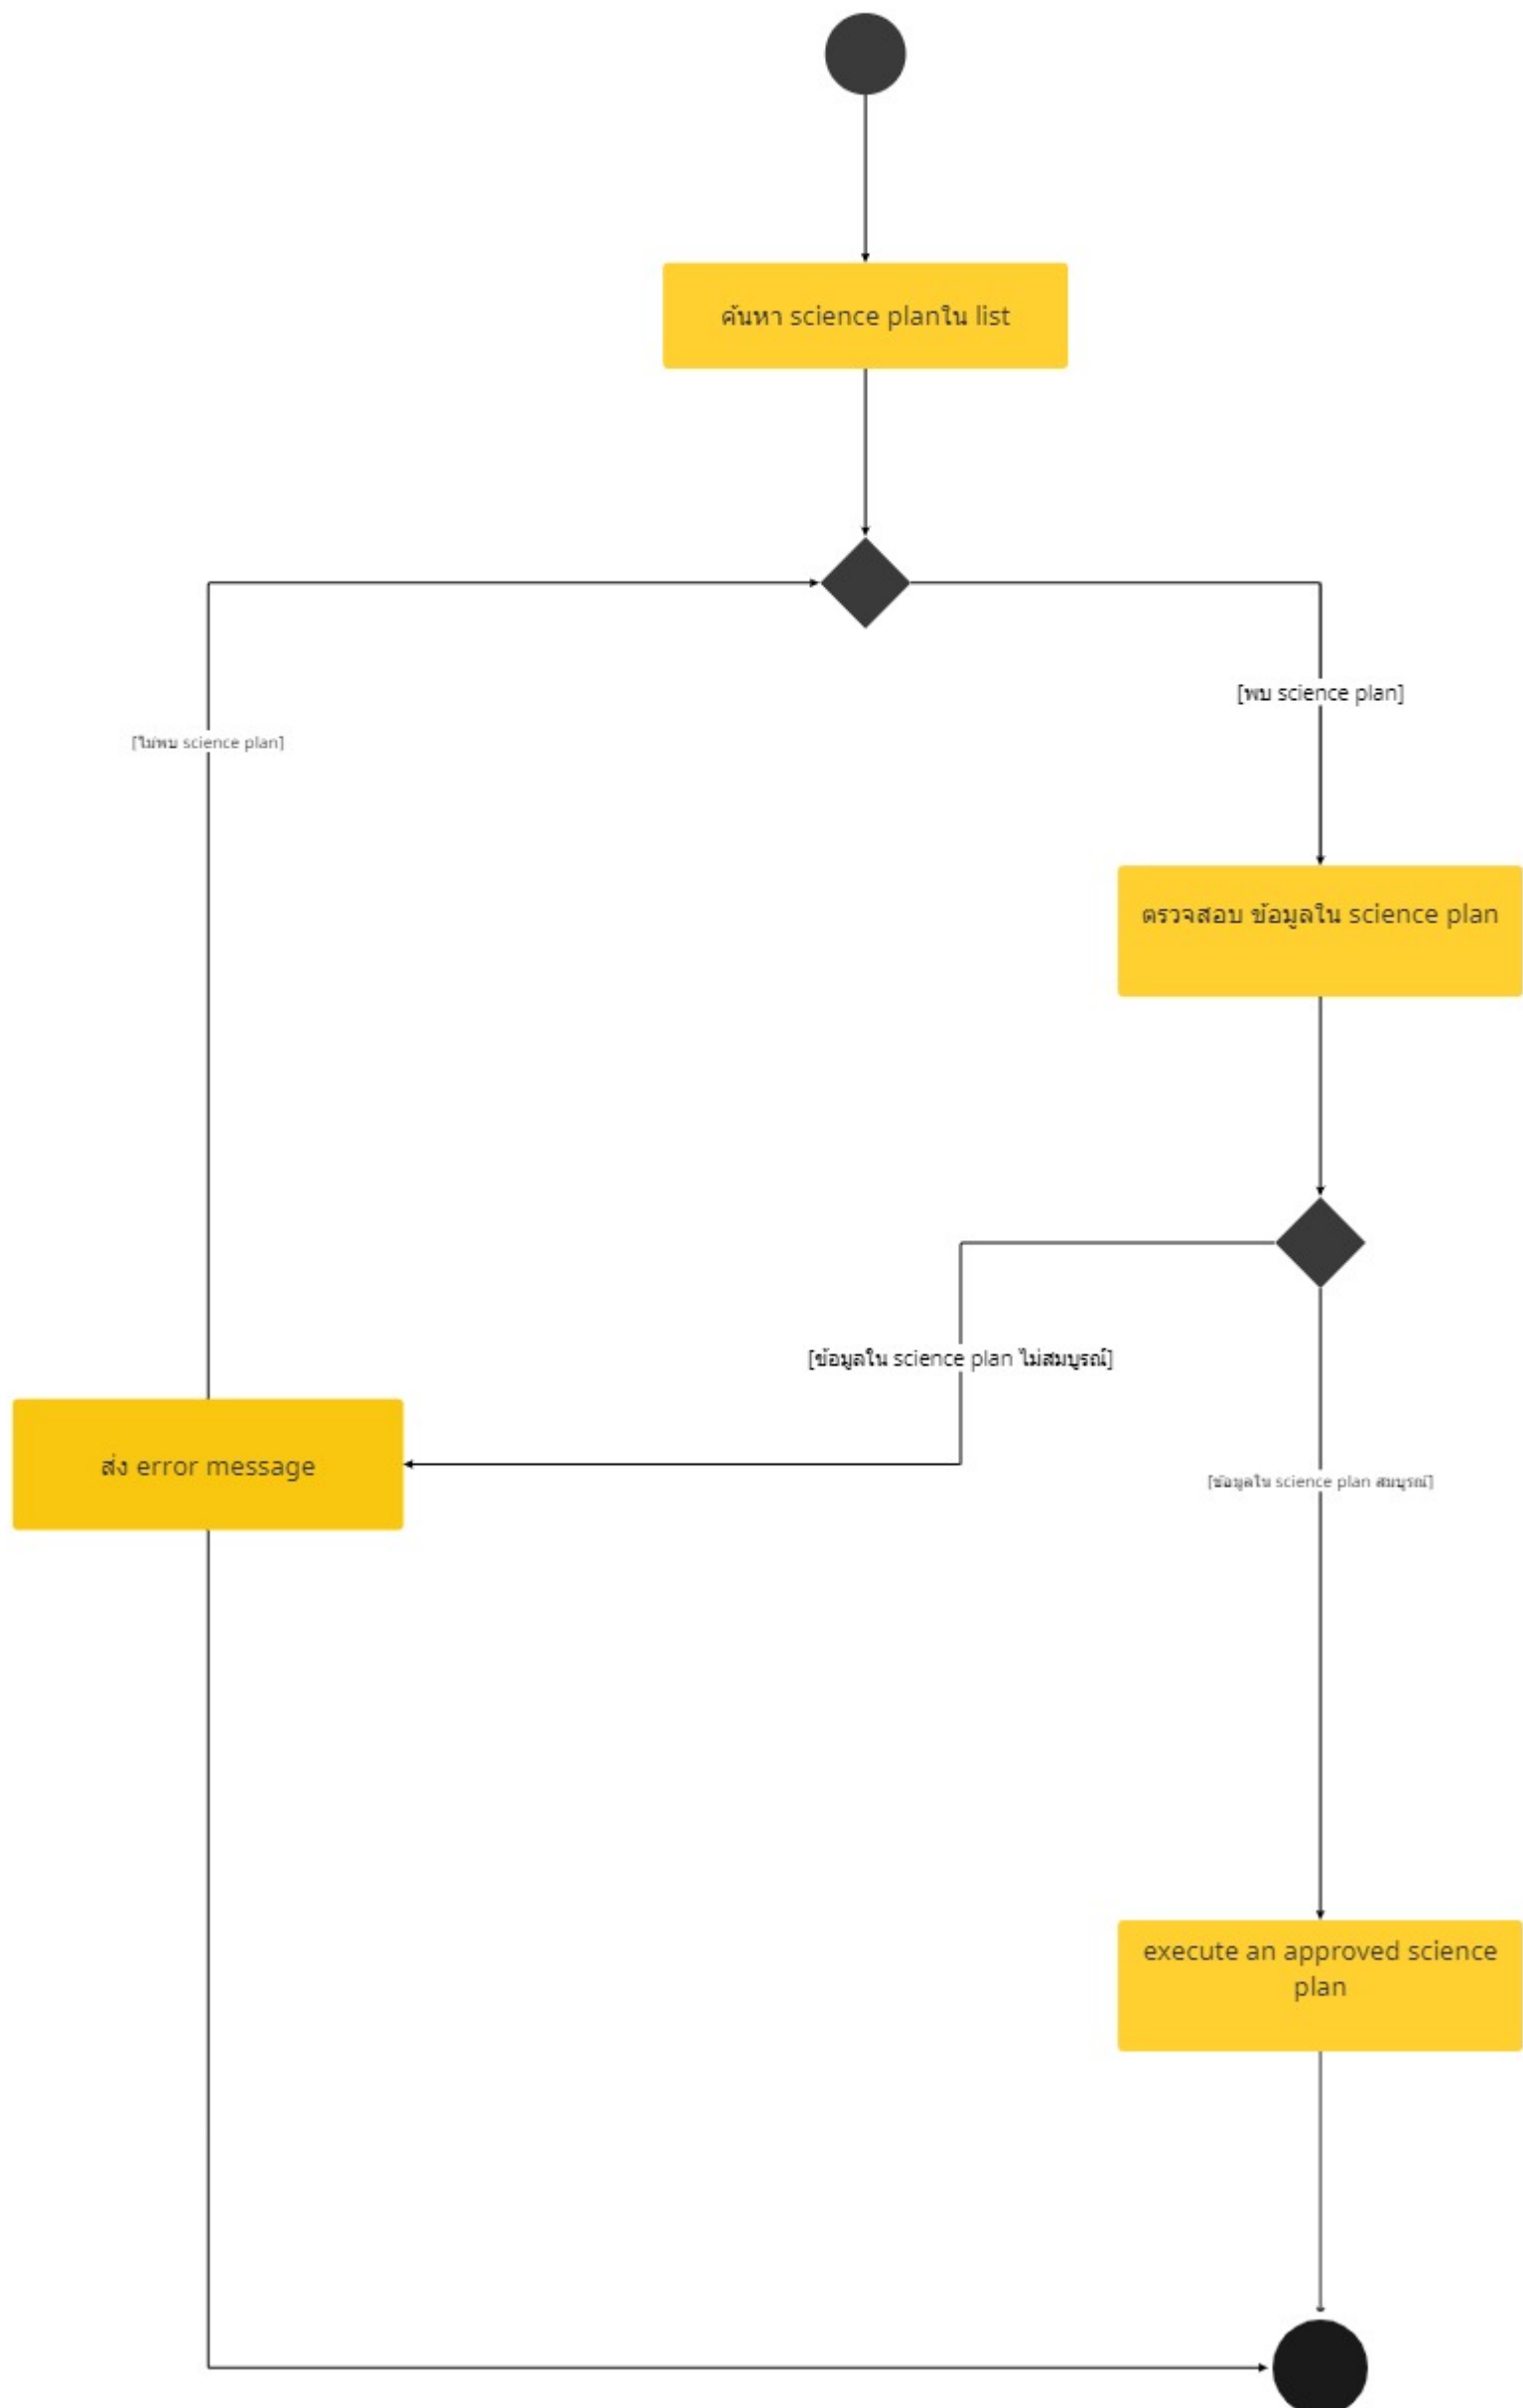 ค้นหา science planใน list
[พบ science plan]
[ไม่พบ science plan]
ตรวจสอบ ข้อมูลใน science plan
[ข้อมูลใน science plan ไม่สมบูรณ์]
ส่ง error message
[ข้อมูลใน science plan สมบูรณ์]
execute an approved science
plan